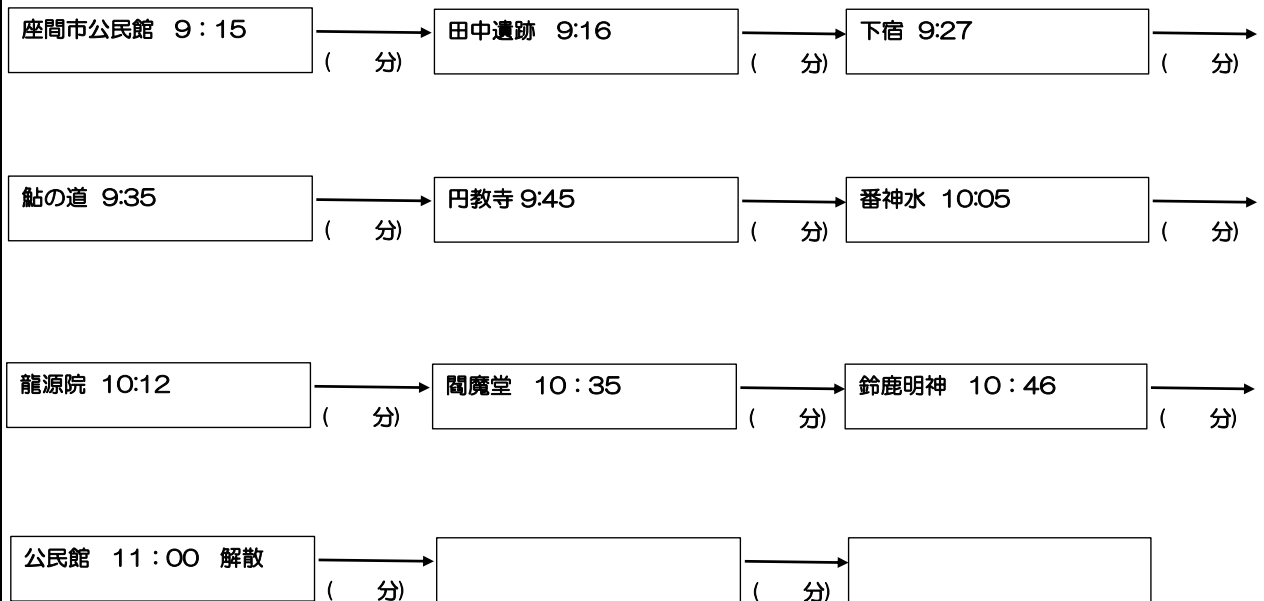 座間市公民館　９：１５
(　　分)
田中遺跡　9:16
(　　分)
下宿 9:27
(　　分)
鮎の道 9:35
(　　分)
円教寺 9:45
(　　分)
番神水 10:05
(　　分)
龍源院 10:12
(　　分)
閻魔堂　10：35
(　　分)
鈴鹿明神　10：46
(　　分)
公民館　11：00　解散
(　　分)
(　　分)